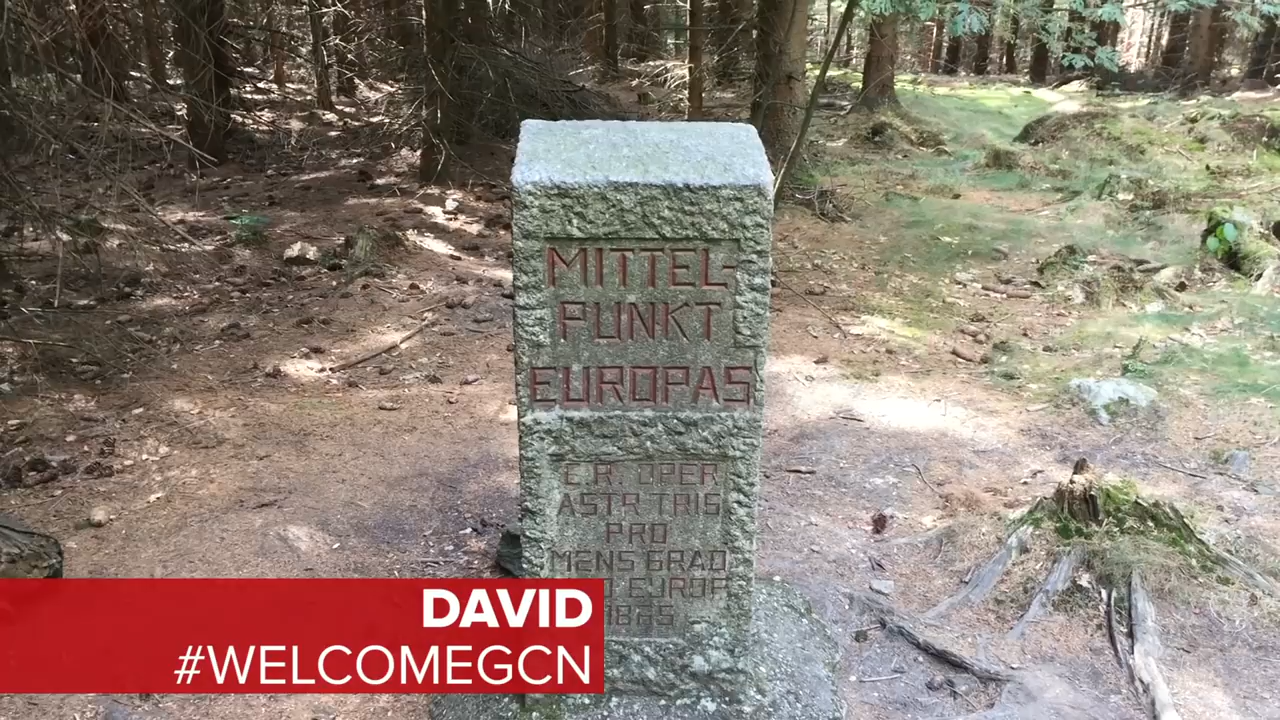 MITTEL-
PUNKT
EUROPAS
C.R. OPER
ASTR TRIS
PRO
MENS GRAD
EUROP
1865
DAVID
#WELCOMEGCN